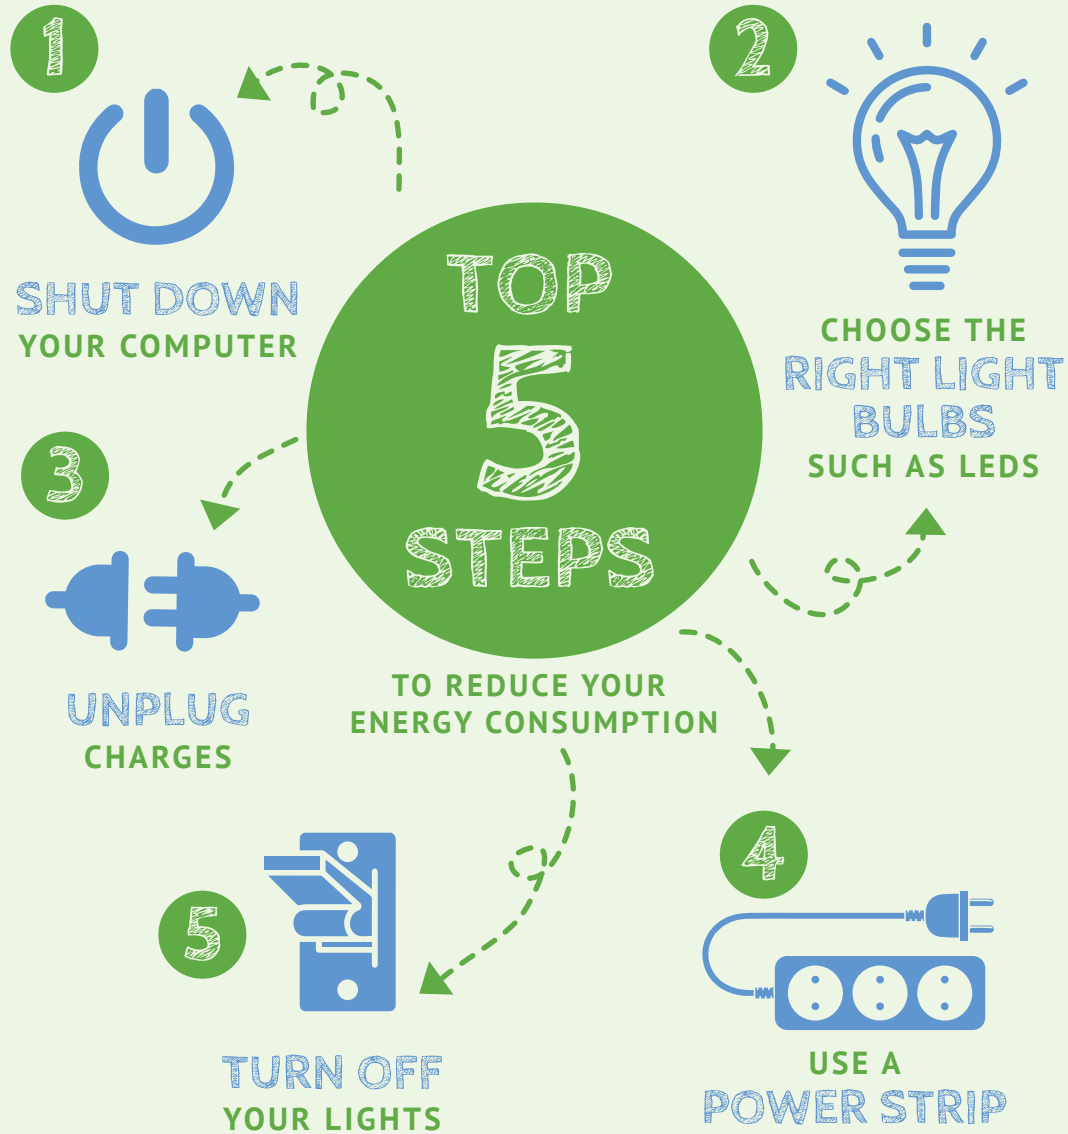 TOP
5
STEPS
TO REDUCE YOUR
ENERGY CONSUMPTION
1
SHUT DOWN
YOUR COMPUTER
2
CHOOSE THE
RIGHT LIGHT
BULBS
SUCH AS LEDS
3
UNPLUG
CHARGES
4
USE A
POWER STRIP
5
TURN OFF
YOUR LIGHTS